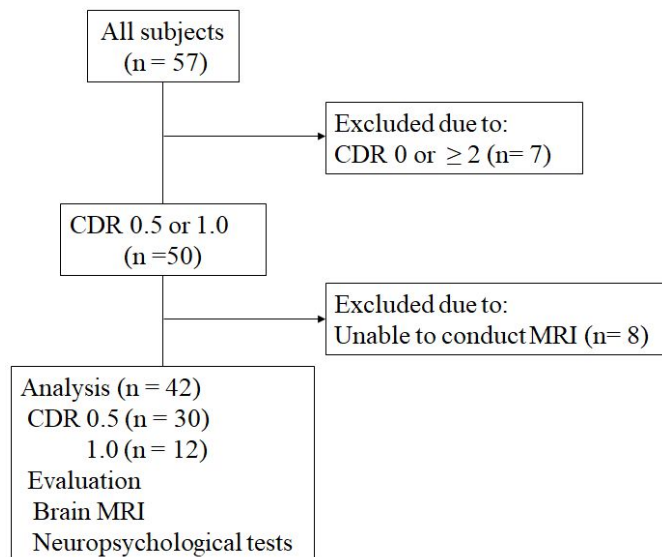 All subjects
(n = 57)
Excluded due to:
CDR 0 or ≥ 2 (n= 7)
CDR 0.5 or 1.0
(n =50)
Excluded due to:
Unable to conduct MRI (n= 8)
Analysis (n = 42)
CDR 0.5 (n = 30)
1.0 (n = 12)
Evaluation
Brain MRI
Neuropsychological tests